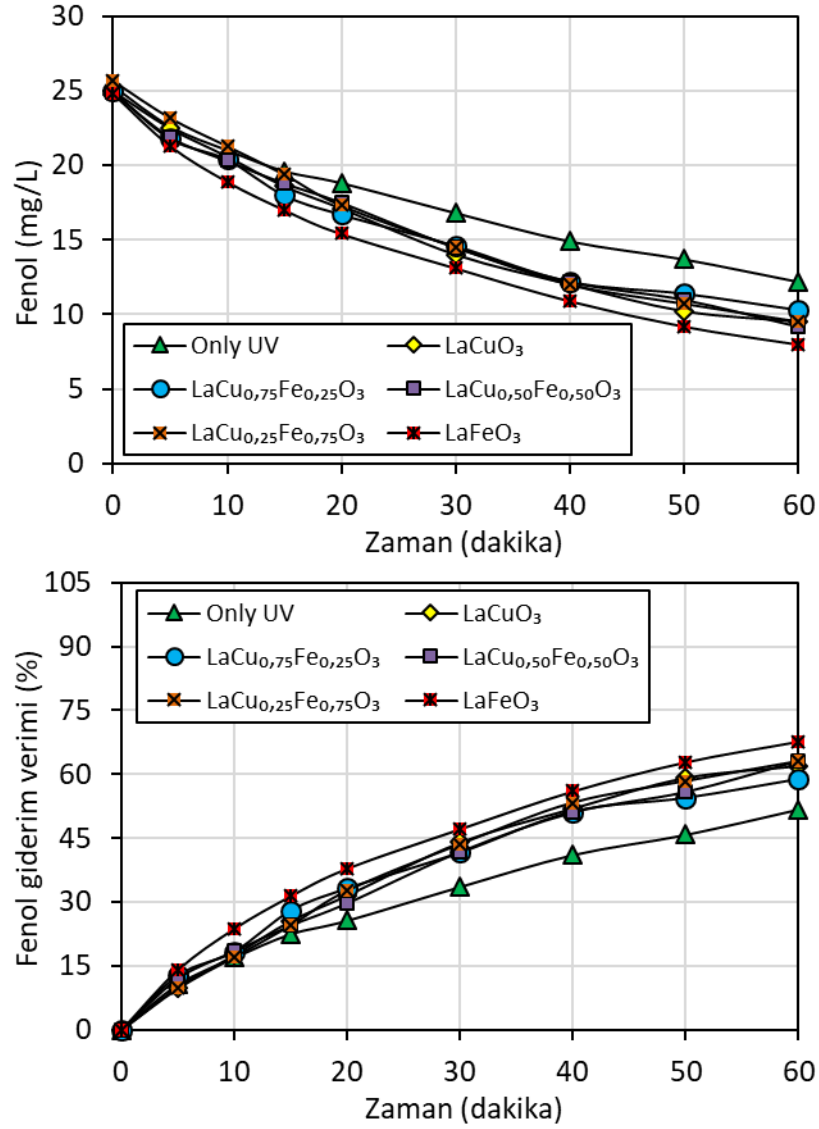 30
25
20
15
10
5
0
Fenol (mg/L)
Only UV LaCuO₃
LaCu₀,₇₅Fe₀,₂₅O₃ LaCu₀,₅₀Fe₀,₅₀O₃
LaCu₀,₂₅Fe₀,₇₅O₃ LaFeO₃
0 10 20 30 40 50 60
Zaman (dakika)
105
90
75
60
45
30
15
0
Fenol giderim verimi (%)
Only UV LaCuO₃
LaCu₀,₇₅Fe₀,₂₅O₃ LaCu₀,₅₀Fe₀,₅₀O₃
LaCu₀,₂₅Fe₀,₇₅O₃ LaFeO₃
0 10 20 30 40 50 60
Zaman (dakika)